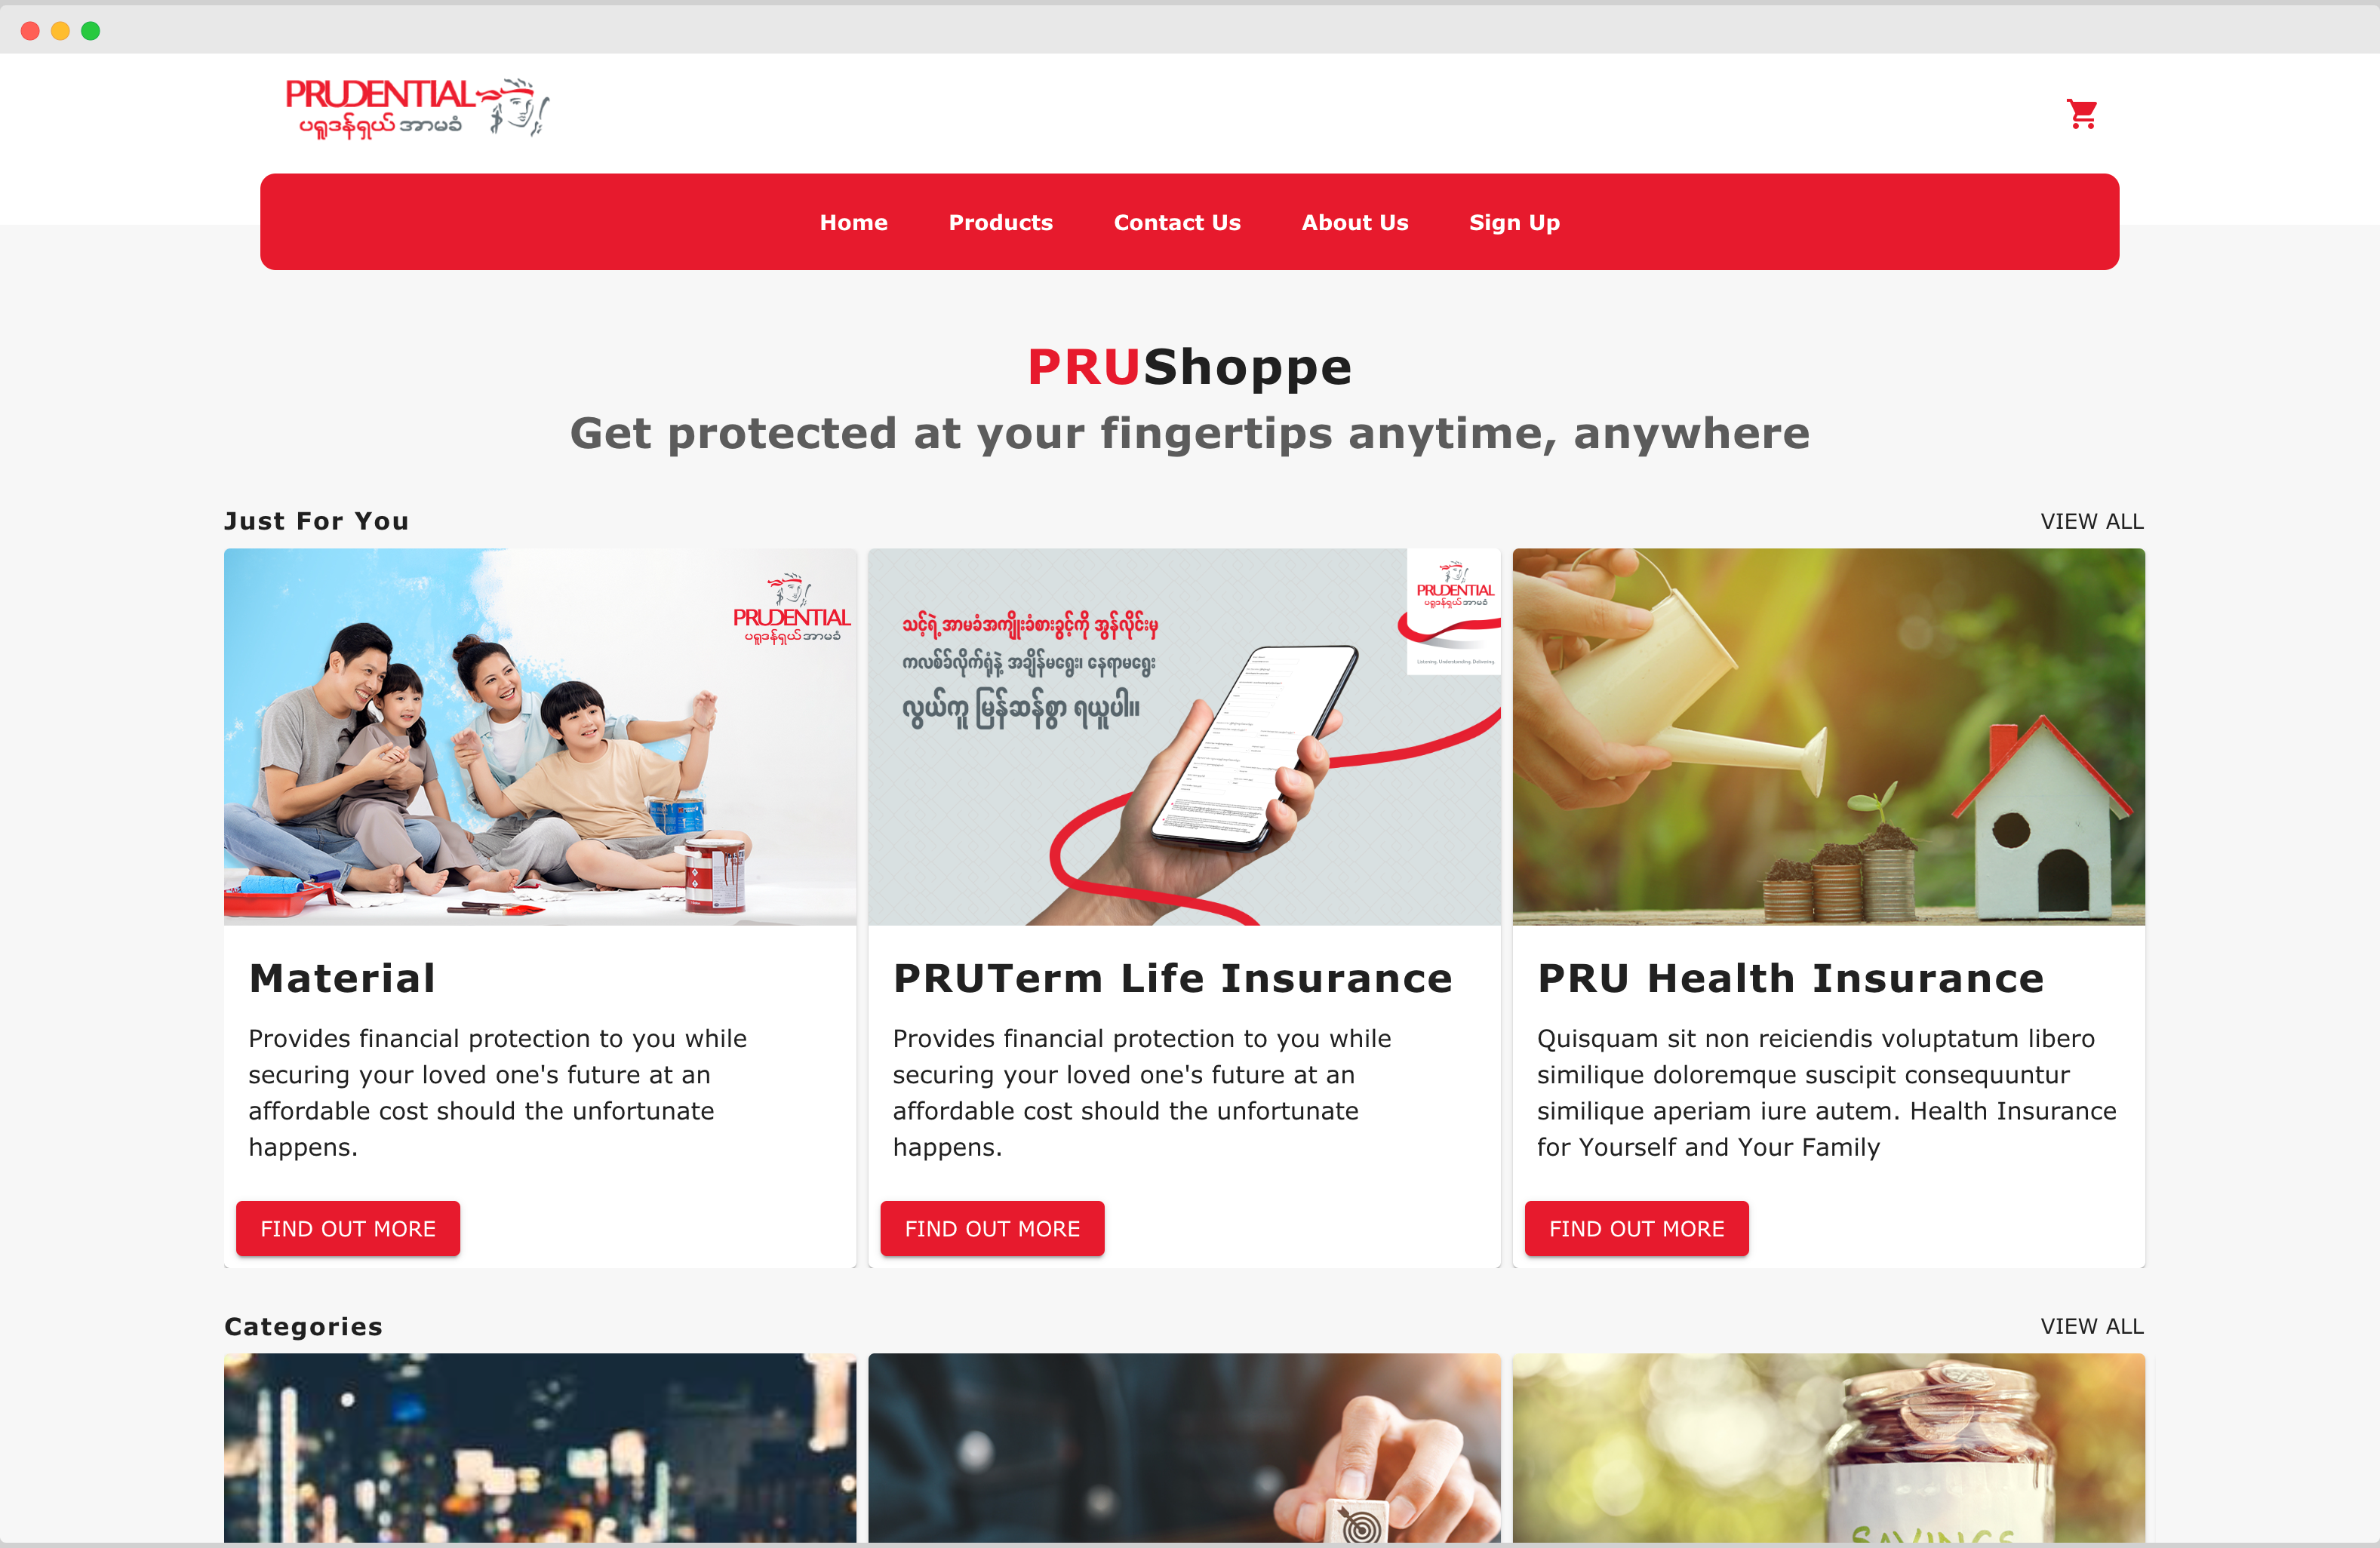 PRUDENTIAL
ပရူဒန်ရှယ် အာမခံ
Home Products Contact Us About Us Sign Up
PRUShoppe
Get protected at your fingertips anytime, anywhere
Just For You
VIEW ALL
PRUDENTIAL
ပရူဒန်ရှယ် အာမခံ
သင့်ရဲ့ အာမခံအကျိုးခံစားခွင့်ကို အွန်လိုင်းမှ
ကလစ်ခ်လိုက်ရုံနဲ့ အချိန်မရွေး၊ နေရာမရွေး
လွယ်ကူ မြန်ဆန်စွာ ရယူပါ။
PRUDENTIAL
ပရူဒန်ရှယ် အာမခံ
Listening. Understanding. Delivering.
Material
Provides financial protection to you while
securing your loved one's future at an
affordable cost should the unfortunate
happens.
FIND OUT MORE
PRUTerm Life Insurance
Provides financial protection to you while
securing your loved one's future at an
affordable cost should the unfortunate
happens.
FIND OUT MORE
PRU Health Insurance
Quisquam sit non reiciendis voluptatum libero
similique doloremque suscipit consequuntur
similique aperiam iure autem. Health Insurance
for Yourself and Your Family
FIND OUT MORE
Categories
VIEW ALL
SAVINGS